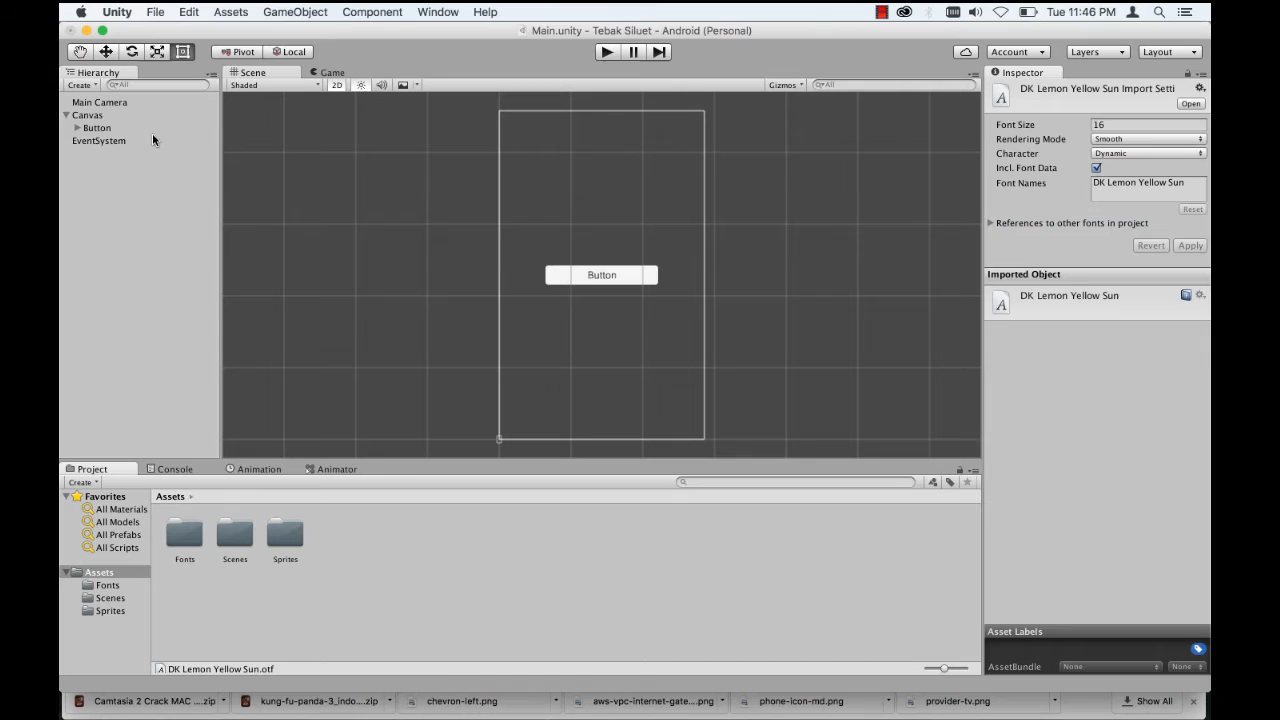 Unity File Edit Assets GameObject Component Window Help Tue 11:46 PM
Main.unity - Tebak Siluet - Android (Personal)
Pivot Local Account Layers Layout
Hierarchy Scene Game Inspector
Create All Shaded 2D Gizmos All
Main Camera
Canvas
Button
EventSystem
Button
DK Lemon Yellow Sun Import Setti
Open
Font Size 16
Rendering Mode Smooth
Character Dynamic
Incl. Font Data
Font Names DK Lemon Yellow Sun
Reset
References to other fonts in project
Revert Apply
Imported Object
DK Lemon Yellow Sun
Project Console Animation Animator
Create
Favorites
All Materials
All Models
All Prefabs
All Scripts
Assets
Fonts
Scenes
Sprites
Assets
Fonts Scenes Sprites
DK Lemon Yellow Sun.otf
Asset Labels
AssetBundle None None
Camtasia 2 Crack MAC ....zip kung-fu-panda-3_indo....zip chevron-left.png aws-vpc-internet-gate....png phone-icon-md.png provider-tv.png Show All